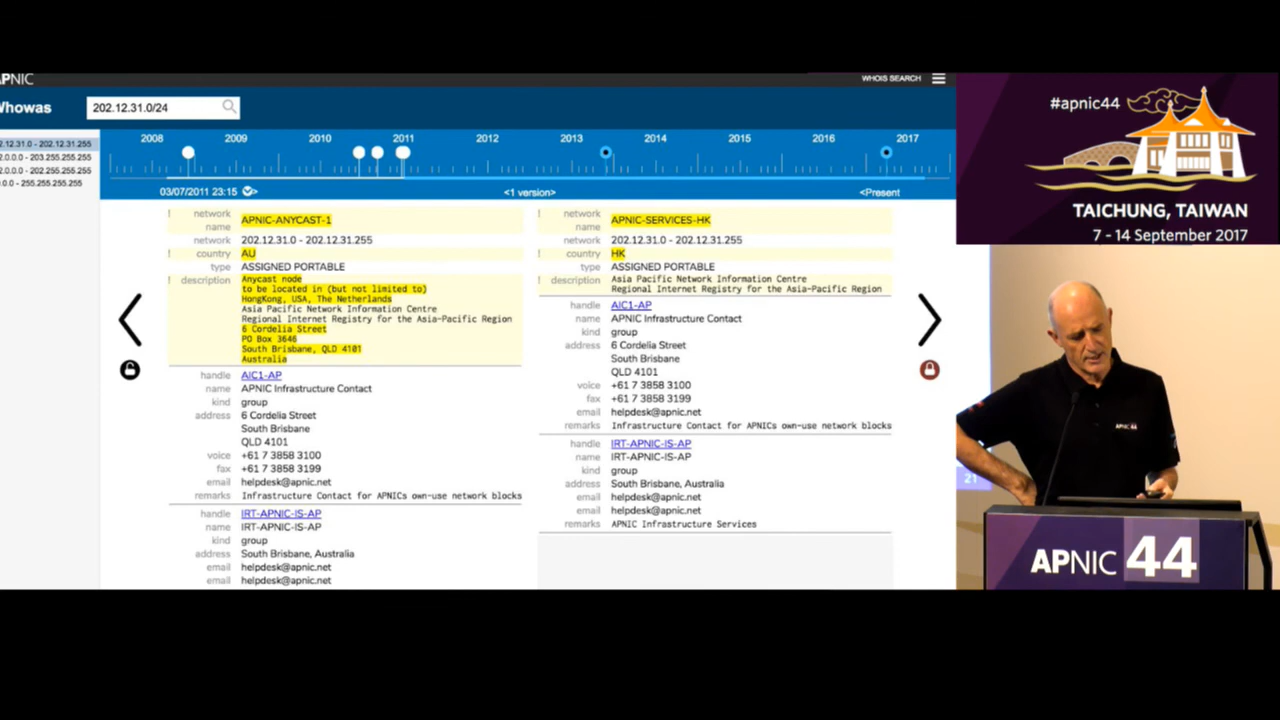 APNIC
WHOIS SEARCH
Whowas
202.12.31.0/24
2008 2009 2010 2011 2012 2013 2014 2015 2016 2017
2.12.31.0 - 202.12.31.255
2.0.0.0 - 203.255.255.255
2.0.0.0 - 202.255.255.255
.0.0.0 - 255.255.255.255
03/07/2011 23:15
<1 version>
<Present
! network name APNIC-ANYCAST-1
network 202.12.31.0 - 202.12.31.255
! country AU
type ASSIGNED PORTABLE
! description Anycast node
to be located in (but not limited to)
HongKong, USA, The Netherlands
Asia Pacific Network Information Centre
Regional Internet Registry for the Asia-Pacific Region
6 Cordelia Street
PO Box 3646
South Brisbane, QLD 4101
Australia
handle AIC1-AP
name APNIC Infrastructure Contact
kind group
address 6 Cordelia Street
South Brisbane
QLD 4101
voice +61 7 3858 3100
fax +61 7 3858 3199
email helpdesk@apnic.net
remarks Infrastructure Contact for APNICs own-use network blocks
handle IRT-APNIC-IS-AP
name IRT-APNIC-IS-AP
kind group
address South Brisbane, Australia
email helpdesk@apnic.net
email helpdesk@apnic.net
! network name APNIC-SERVICES-HK
network 202.12.31.0 - 202.12.31.255
! country HK
type ASSIGNED PORTABLE
! description Asia Pacific Network Information Centre
Regional Internet Registry for the Asia-Pacific Region
handle AIC1-AP
name APNIC Infrastructure Contact
kind group
address 6 Cordelia Street
South Brisbane
QLD 4101
voice +61 7 3858 3100
fax +61 7 3858 3199
email helpdesk@apnic.net
remarks Infrastructure Contact for APNICs own-use network blocks
handle IRT-APNIC-IS-AP
name IRT-APNIC-IS-AP
kind group
address South Brisbane, Australia
email helpdesk@apnic.net
email helpdesk@apnic.net
remarks APNIC Infrastructure Services
#apnic44
TAICHUNG, TAIWAN
7 - 14 September 2017
APNIC 44
21
APNIC 44